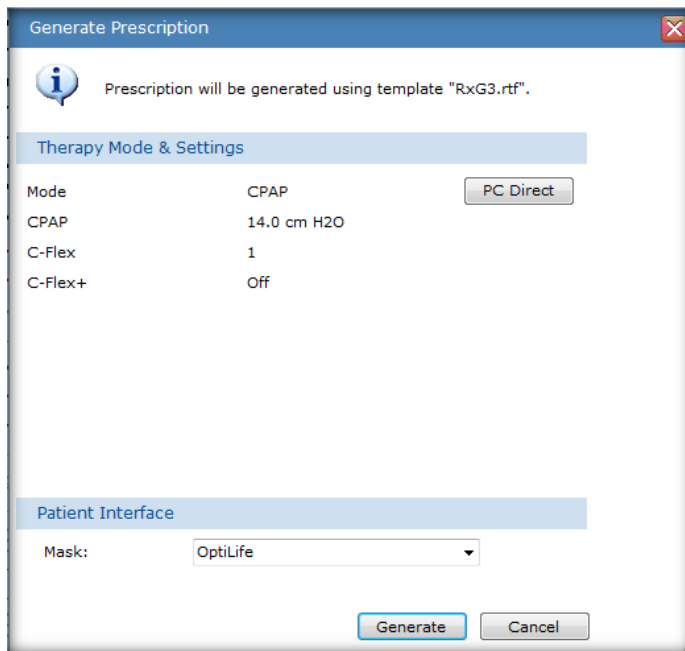 Generate Prescription
Prescription will be generated using template "RxG3.rtf".
Therapy Mode & Settings
Mode CPAP PC Direct
CPAP 14.0 cm H2O
C-Flex 1
C-Flex+ Off
Patient Interface
Mask: OptiLife
Generate Cancel